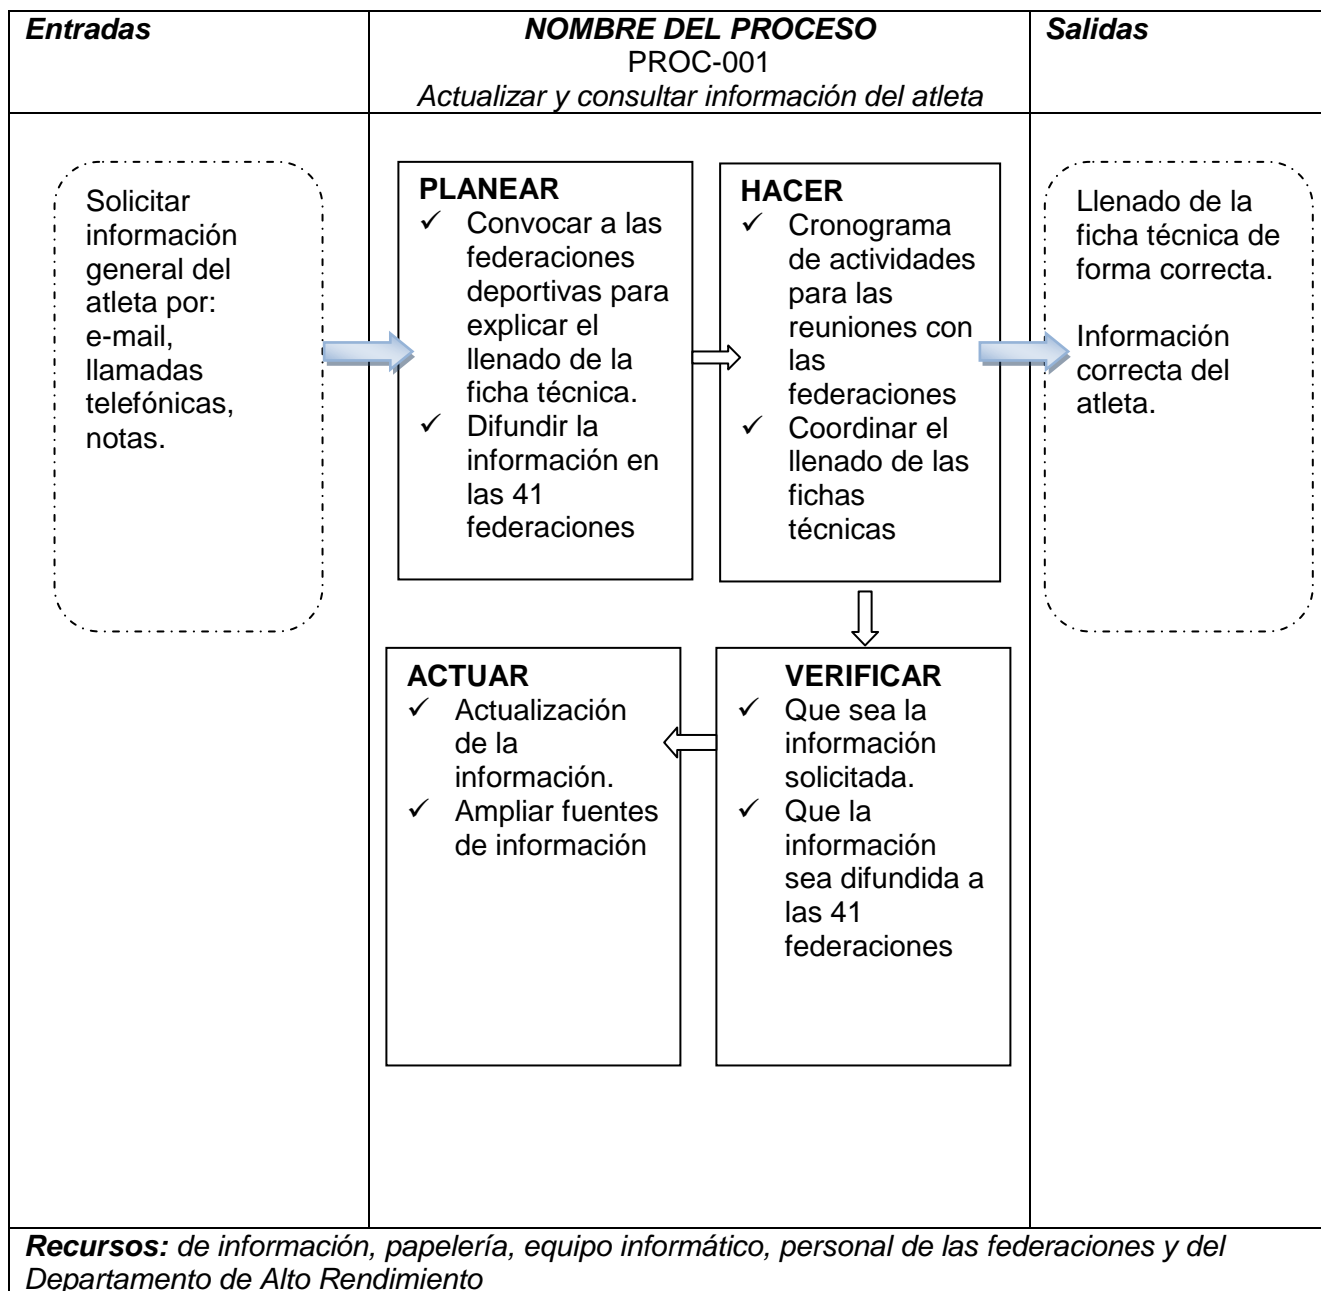 Entradas
NOMBRE DEL PROCESO
PROC-001
Actualizar y consultar información del atleta
Salidas
Solicitar
información
general del
atleta por:
e-mail,
llamadas
telefónicas,
notas.
PLANEAR
✓ Convocar a las
federaciones
deportivas para
explicar el
llenado de la
ficha técnica.
✓ Difundir la
información en
las 41
federaciones
HACER
✓ Cronograma
de actividades
para las
reuniones con
las
federaciones
✓ Coordinar el
llenado de las
fichas
técnicas
Llenado de la
ficha técnica de
forma correcta.
Información
correcta del
atleta.
ACTUAR
✓ Actualización
de la
información.
✓ Ampliar fuentes
de información
VERIFICAR
✓ Que sea la
información
solicitada.
✓ Que la
información
sea difundida a
las 41
federaciones
Recursos: de información, papelería, equipo informático, personal de las federaciones y del
Departamento de Alto Rendimiento